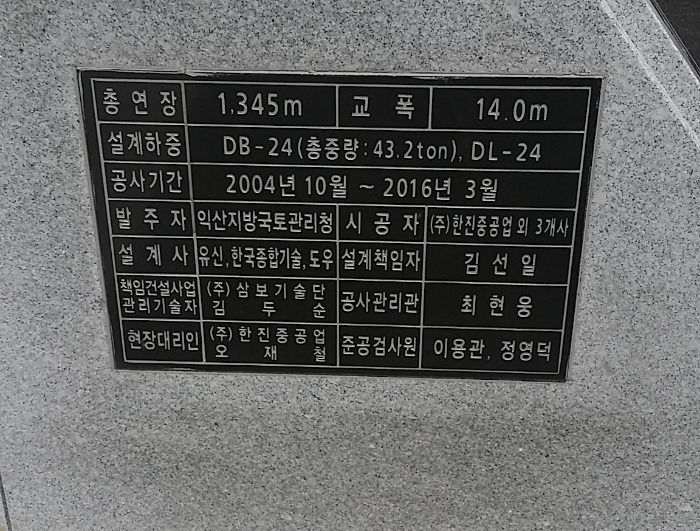 총 연 장 1,345m 교 폭 14.0m
설계하중 DB-24(총중량:43.2ton), DL-24
공사기간 2004년 10월 ~ 2016년 3월
발 주 자 익산지방국토관리청 시 공 자 (주)한진중공업 외 3개사
설 계 사 유신,한국종합기술,도우 설계책임자 김 선 일
책임건설사업 관리기술자 (주) 삼 보 기 술 단 김 두 순 공사관리관 최 현 웅
현장대리인 (주) 한 진 중 공 업 오 재 철 준공검사원 이용관, 정영덕